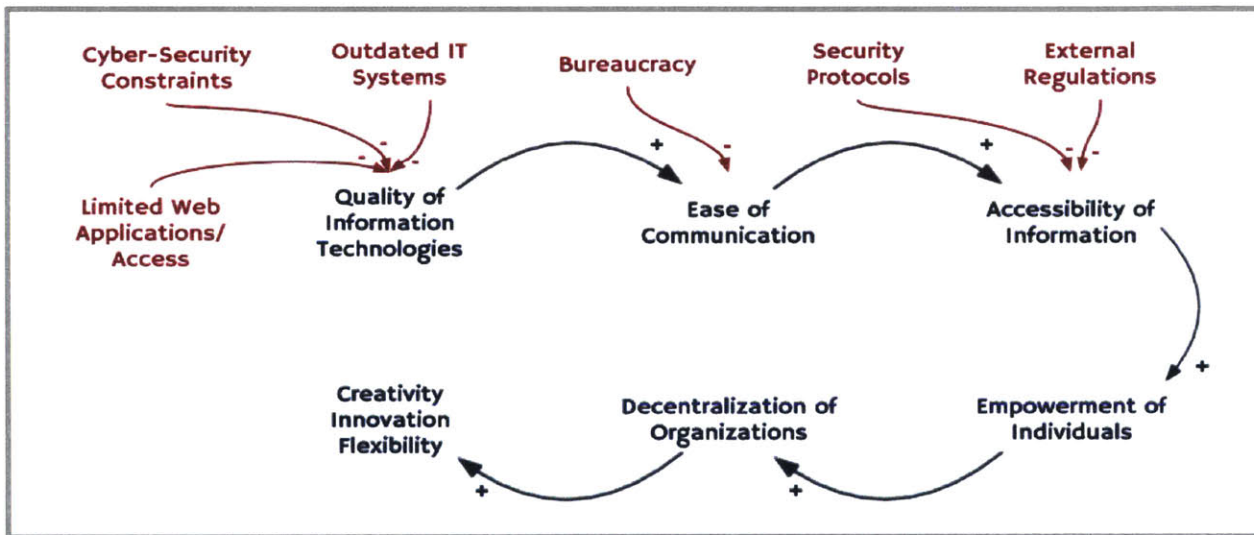 Cyber-Security
Constraints
Outdated IT
Systems
Bureaucracy
Security
Protocols
External
Regulations
- - -
+
-
+
- -
Limited Web
Applications/
Access
Quality of
Information
Technologies
Ease of
Communication
Accessibility of
Information
+
Creativity
Innovation
Flexibility
Decentralization of
Organizations
Empowerment of
Individuals
+
+